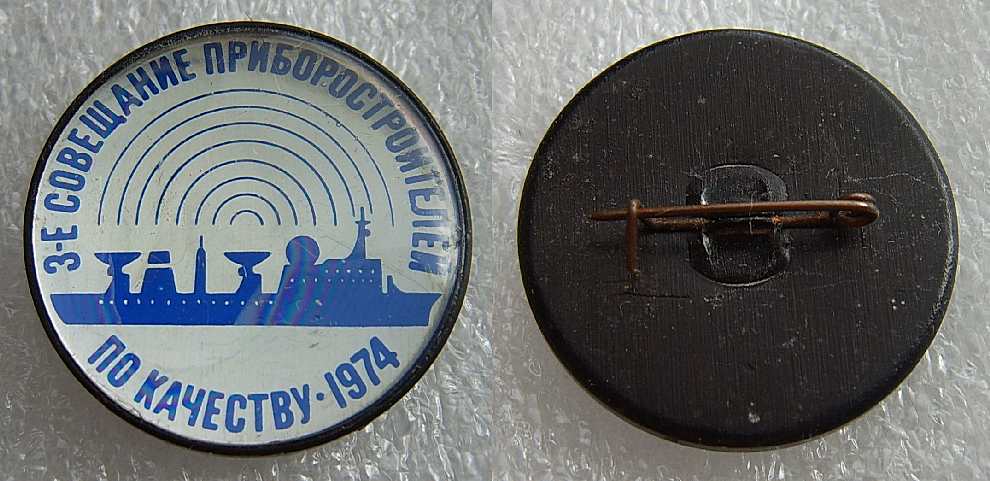 3-Е СОВЕЩАНИЕ ПРИБОРОСТРОИТЕЛЕЙ
ПО КАЧЕСТВУ · 1974